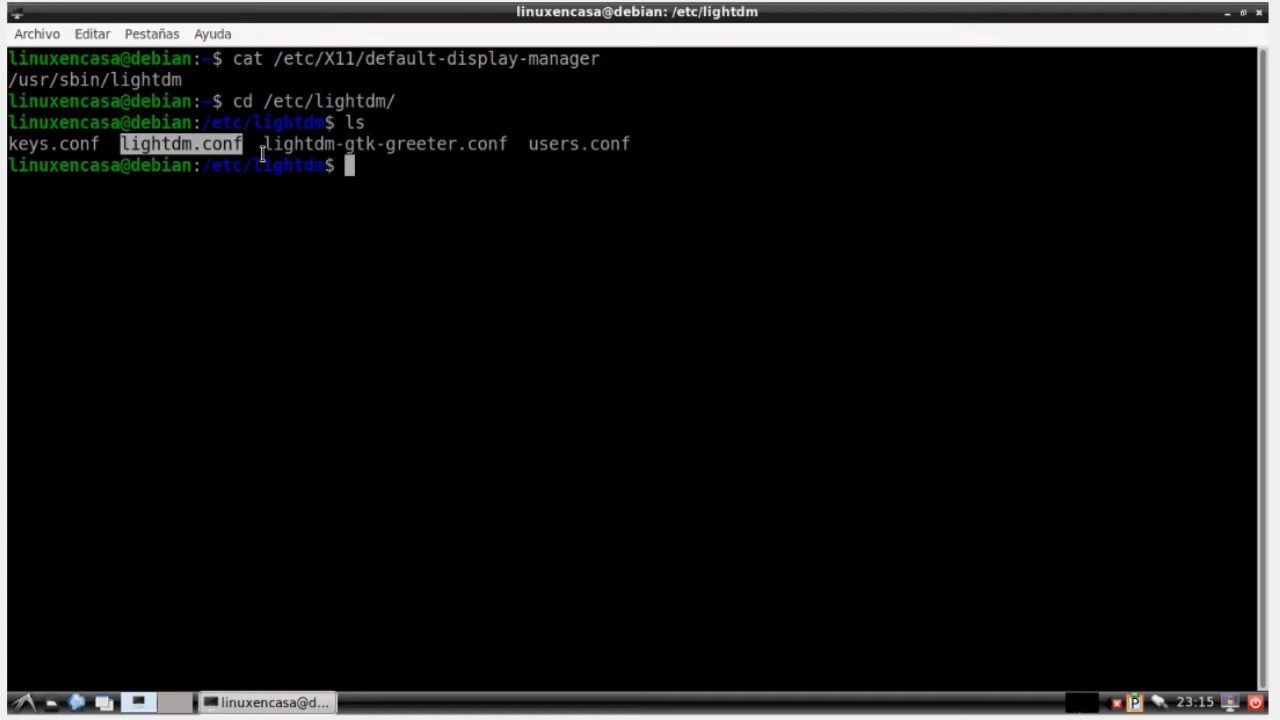 linuxencasa@debian: /etc/lightdm
Archivo Editar Pestañas Ayuda
linuxencasa@debian:~$ cat /etc/X11/default-display-manager
/usr/sbin/lightdm
linuxencasa@debian:~$ cd /etc/lightdm/
linuxencasa@debian:/etc/lightdm$ ls
keys.conf lightdm.conf lightdm-gtk-greeter.conf users.conf
linuxencasa@debian:/etc/lightdm$
linuxencasa@d... 23:15